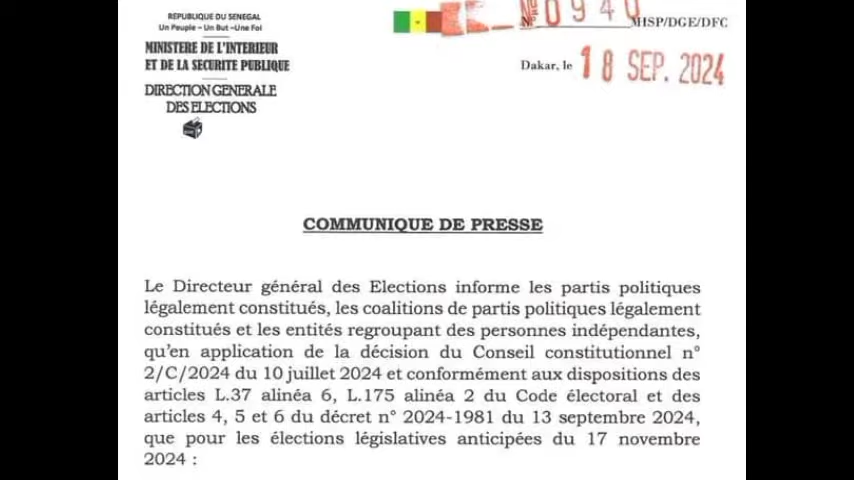 REPUBLIQUE DU SENEGAL
Un Peuple – Un But –Une Foi
MINISTERE DE L'INTERIEUR
ET DE LA SECURITE PUBLIQUE
DIRECTION GENERALE
DES ELECTIONS
0940 MISP/DGE/DFC
Dakar, le 18 SEP. 2024
COMMUNIQUE DE PRESSE
Le Directeur général des Elections informe les partis politiques
légalement constitués, les coalitions de partis politiques légalement
constitués et les entités regroupant des personnes indépendantes,
qu'en application de la décision du Conseil constitutionnel n°
2/C/2024 du 10 juillet 2024 et conformément aux dispositions des
articles L.37 alinéa 6, L.175 alinéa 2 du Code électoral et des
articles 4, 5 et 6 du décret n° 2024-1981 du 13 septembre 2024,
que pour les élections législatives anticipées du 17 novembre
2024 :